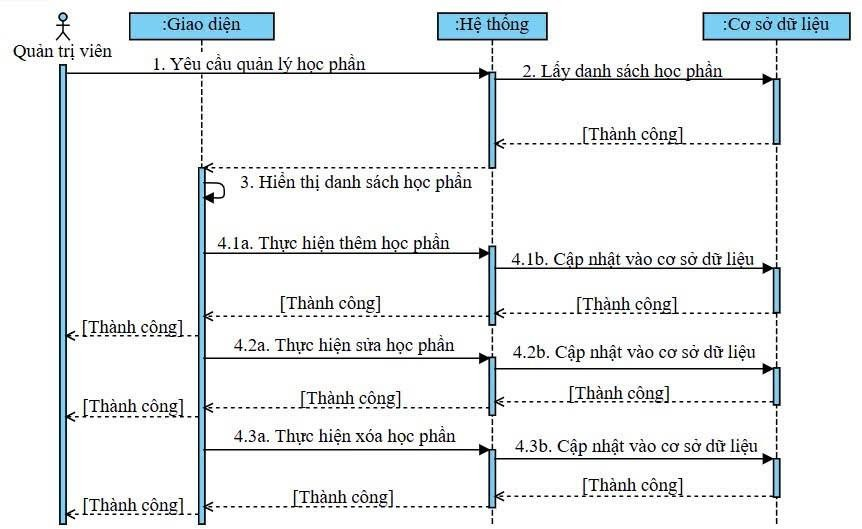 :Giao diện
:Hệ thống
:Cơ sở dữ liệu
Quản trị viên
1. Yêu cầu quản lý học phần
2. Lấy danh sách học phần
[Thành công]
3. Hiển thị danh sách học phần
4.1a. Thực hiện thêm học phần
4.1b. Cập nhật vào cơ sở dữ liệu
[Thành công]
[Thành công]
[Thành công]
4.2a. Thực hiện sửa học phần
4.2b. Cập nhật vào cơ sở dữ liệu
[Thành công]
[Thành công]
[Thành công]
4.3a. Thực hiện xóa học phần
4.3b. Cập nhật vào cơ sở dữ liệu
[Thành công]
[Thành công]
[Thành công]